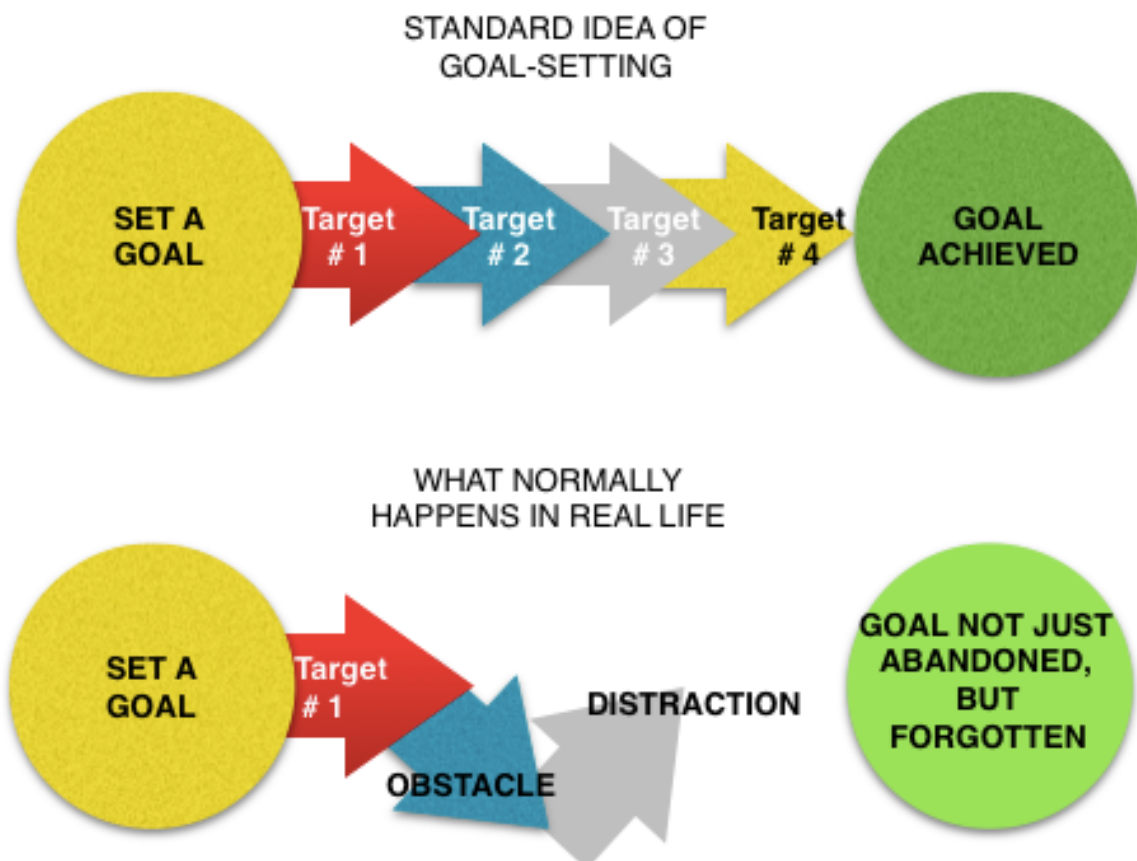 STANDARD IDEA OF
GOAL-SETTING
SET A
GOAL
Target
# 1
Target
# 2
Target
# 3
Target
# 4
GOAL
ACHIEVED
WHAT NORMALLY
HAPPENS IN REAL LIFE
SET A
GOAL
Target
# 1
OBSTACLE
DISTRACTION
GOAL NOT JUST
ABANDONED,
BUT
FORGOTTEN